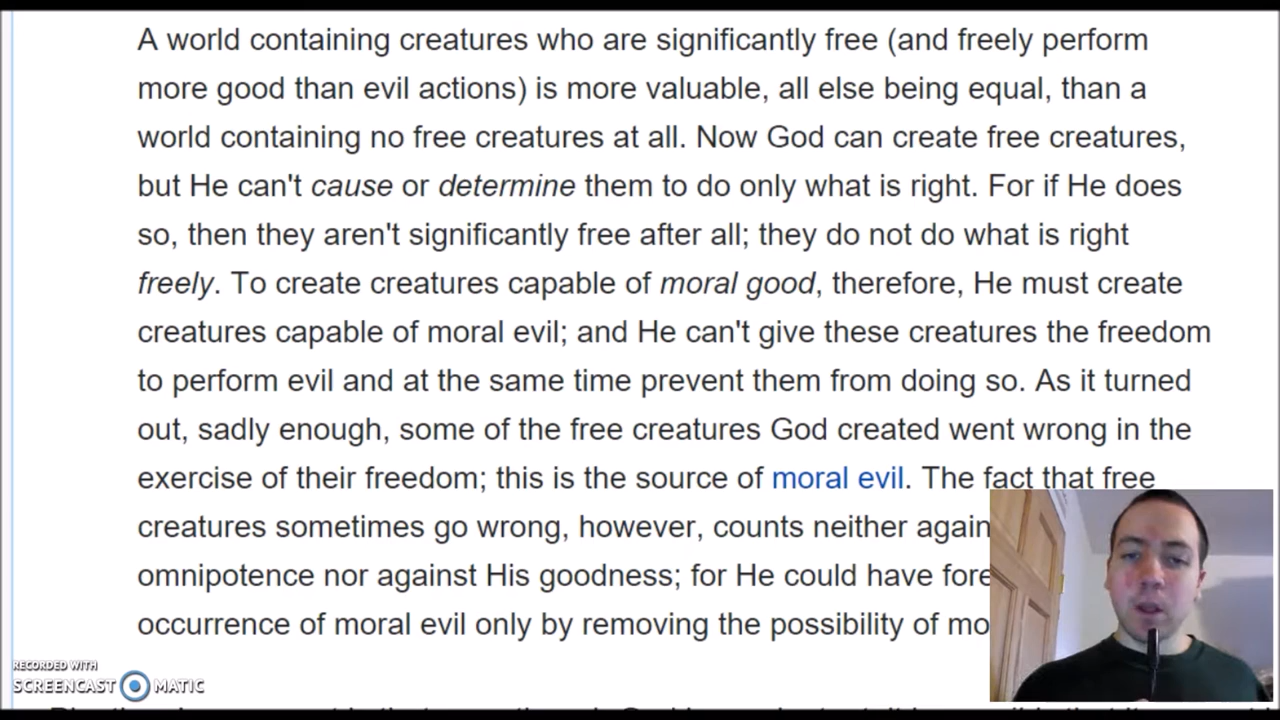 A world containing creatures who are significantly free (and freely perform
more good than evil actions) is more valuable, all else being equal, than a
world containing no free creatures at all. Now God can create free creatures,
but He can't cause or determine them to do only what is right. For if He does
so, then they aren't significantly free after all; they do not do what is right
freely. To create creatures capable of moral good, therefore, He must create
creatures capable of moral evil; and He can't give these creatures the freedom
to perform evil and at the same time prevent them from doing so. As it turned
out, sadly enough, some of the free creatures God created went wrong in the
exercise of their freedom; this is the source of moral evil. The fact that free
creatures sometimes go wrong, however, counts neither again
omnipotence nor against His goodness; for He could have fore
occurrence of moral evil only by removing the possibility of mo
RECORDED WITH
SCREENCAST MATIC